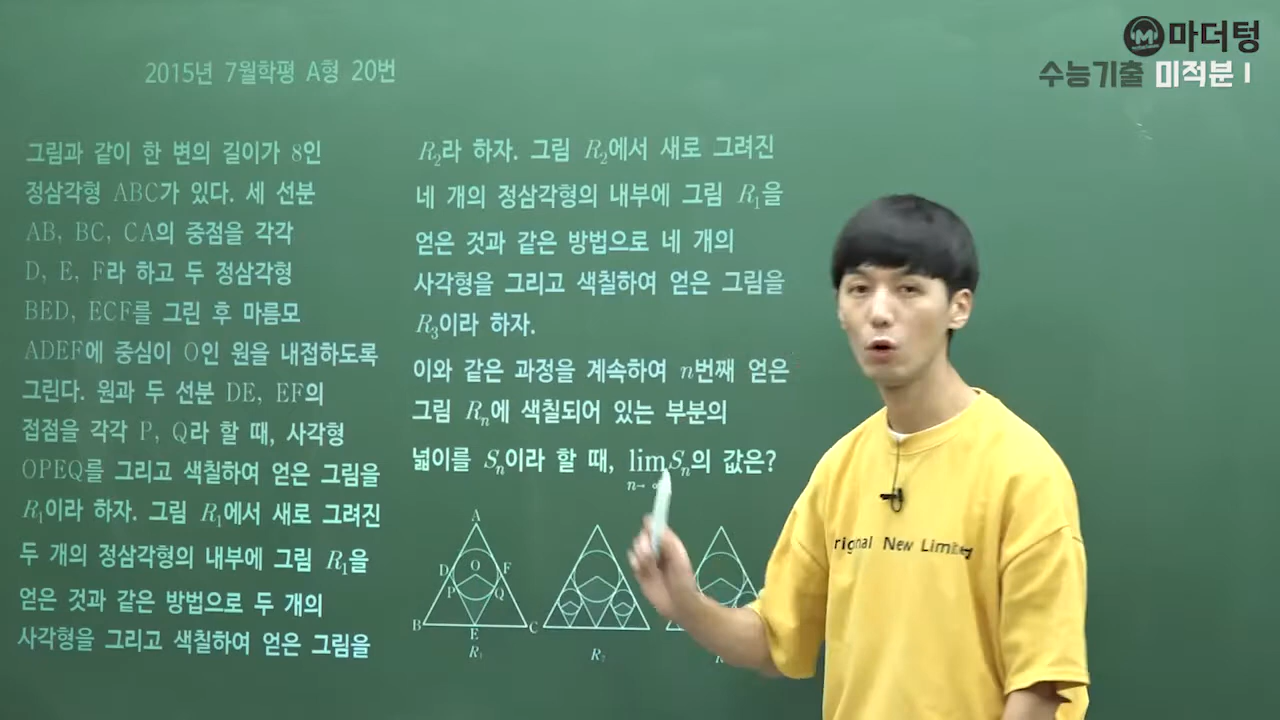 마더텅
수능기출 미적분 I
2015년 7월학평 A형 20번
그림과 같이 한 변의 길이가 8인
정삼각형 ABC가 있다. 세 선분
AB, BC, CA의 중점을 각각
D, E, F라 하고 두 정삼각형
BED, ECF를 그린 후 마름모
ADEF에 중심이 O인 원을 내접하도록
그린다. 원과 두 선분 DE, EF의
접점을 각각 P, Q라 할 때, 사각형
OPEQ를 그리고 색칠하여 얻은 그림을
R₁이라 하자. 그림 R₁에서 새로 그려진
두 개의 정삼각형의 내부에 그림 R₁을
얻은 것과 같은 방법으로 두 개의
사각형을 그리고 색칠하여 얻은 그림을
R₂라 하자. 그림 R₂에서 새로 그려진
네 개의 정삼각형의 내부에 그림 R₁을
얻은 것과 같은 방법으로 네 개의
사각형을 그리고 색칠하여 얻은 그림을
R₃이라 하자.
이와 같은 과정을 계속하여 n번째 얻은
그림 Rₙ에 색칠되어 있는 부분의
넓이를 Sₙ이라 할 때, lim Sₙ의 값은?
n→
A
D O F
P Q
B E C
R₁ R₂ R
riginal New Limited